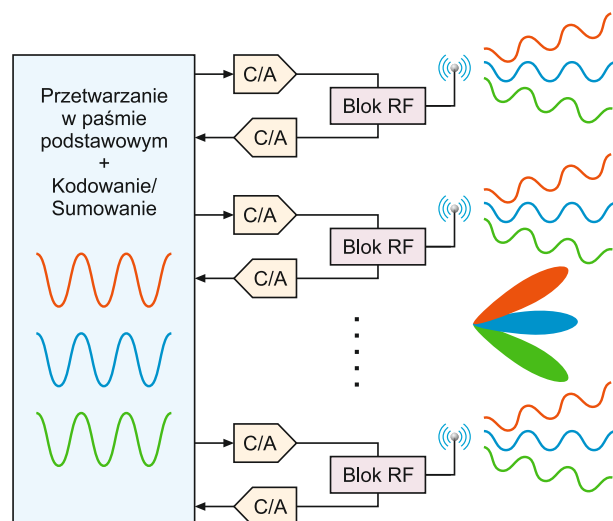 Przetwarzanie
w paśmie
podstawowym
+
Kodowanie/
Sumowanie
C/A
Blok RF
C/A
C/A
Blok RF
C/A
C/A
Blok RF
C/A